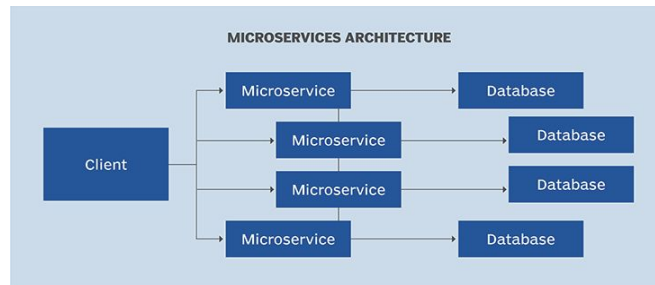 MICROSERVICES ARCHITECTURE
Microservice
Database
Microservice
Database
Client
Microservice
Database
Microservice
Database